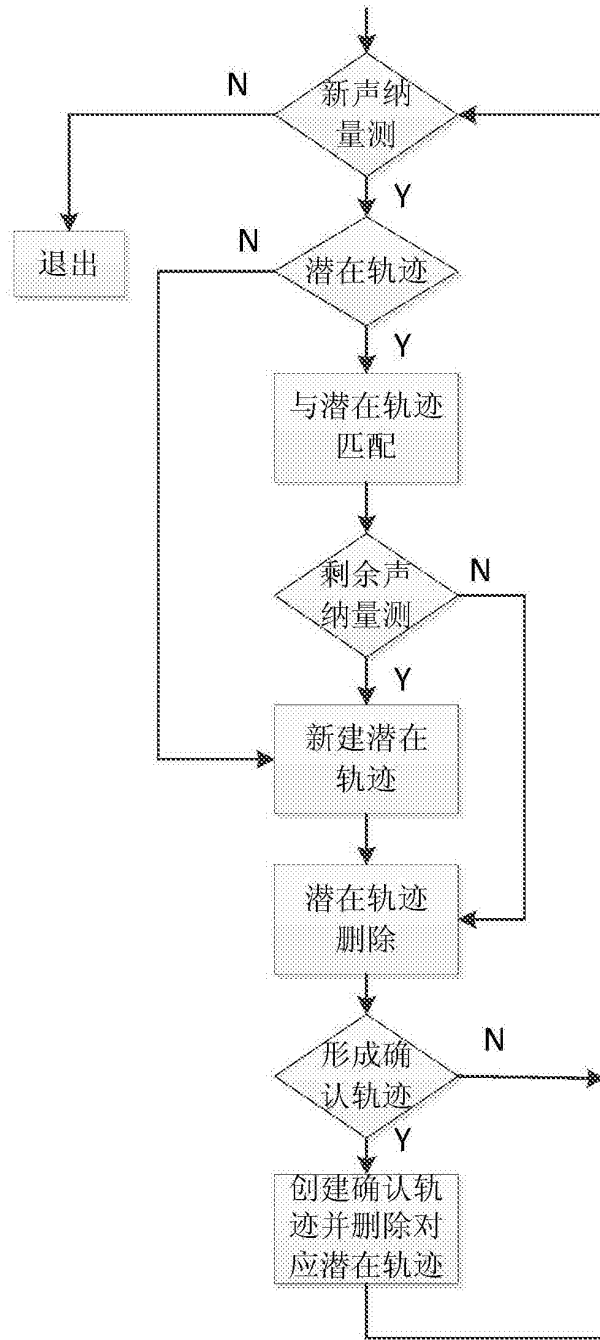 N
新声纳
量测
Y
退出
N
潜在轨迹
Y
与潜在轨迹
匹配
剩余声
纳量测
N
Y
新建潜在
轨迹
潜在轨迹
删除
形成确
认轨迹
N
Y
创建确认轨
迹并删除对
应潜在轨迹